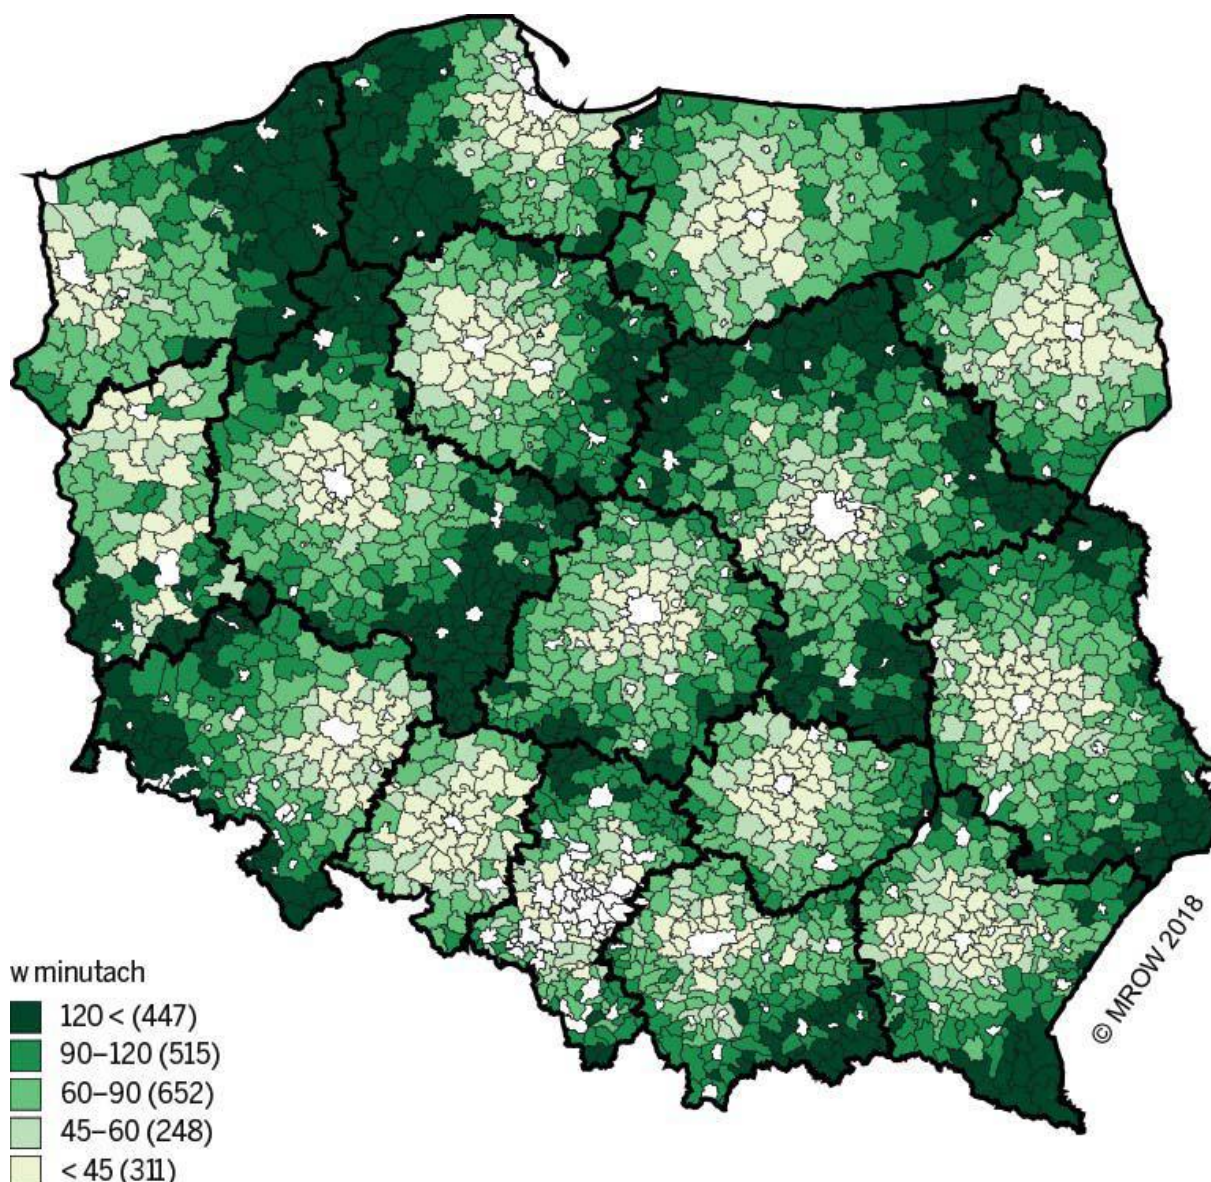 w minutach
120 < (447)
90–120 (515)
60–90 (652)
45–60 (248)
< 45 (311)
© MROW 2018